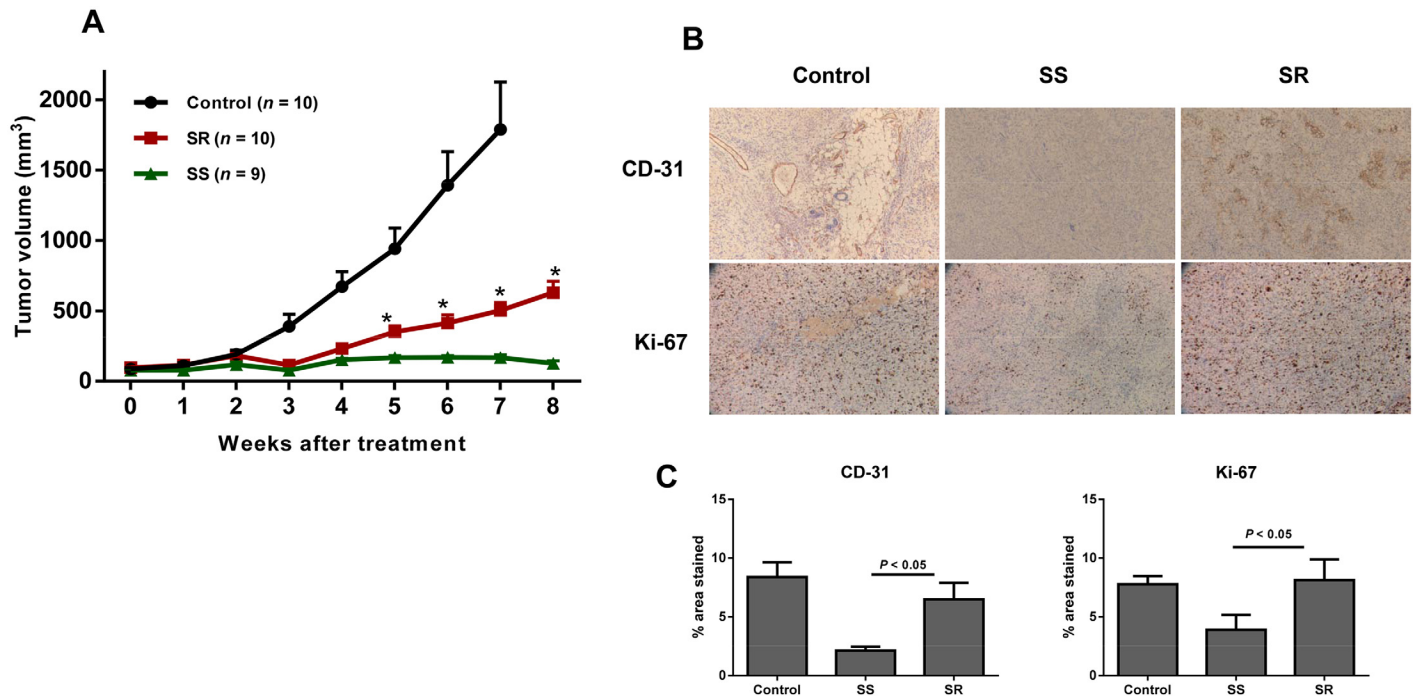 A
Tumor volume (mm³)
2000
1500
1000
500
0
Control (n = 10)
SR (n = 10)
SS (n = 9)
*
*
*
*
0 1 2 3 4 5 6 7 8
Weeks after treatment
B
Control SS SR
CD-31
Ki-67
C
CD-31
% area stained
15
10
5
0
P < 0.05
Control SS SR
Ki-67
% area stained
15
10
5
0
P < 0.05
Control SS SR